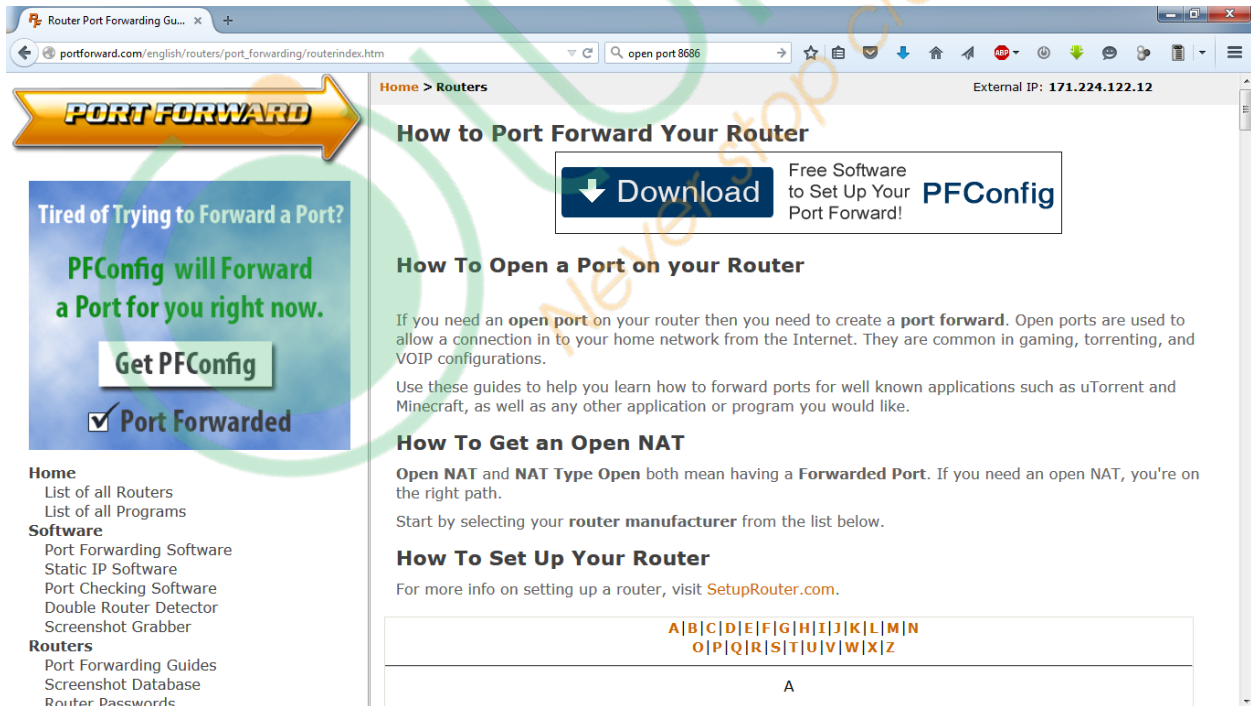 Router Port Forwarding Gu...
portforward.com/english/routers/port_forwarding/routerindex.htm
open port 8686
ABP
PORT FORWARD
Tired of Trying to Forward a Port?
PFConfig will Forward
a Port for you right now.
Get PFConfig
Port Forwarded
Home
List of all Routers
List of all Programs
Software
Port Forwarding Software
Static IP Software
Port Checking Software
Double Router Detector
Screenshot Grabber
Routers
Port Forwarding Guides
Screenshot Database
Router Passwords
Home > Routers
External IP: 171.224.122.12
How to Port Forward Your Router
Download
Free Software
to Set Up Your
Port Forward!
PFConfig
How To Open a Port on your Router
If you need an open port on your router then you need to create a port forward. Open ports are used to
allow a connection in to your home network from the Internet. They are common in gaming, torrenting, and
VOIP configurations.
Use these guides to help you learn how to forward ports for well known applications such as uTorrent and
Minecraft, as well as any other application or program you would like.
How To Get an Open NAT
Open NAT and NAT Type Open both mean having a Forwarded Port. If you need an open NAT, you're on
the right path.
Start by selecting your router manufacturer from the list below.
How To Set Up Your Router
For more info on setting up a router, visit SetupRouter.com.
A|B|C|D|E|F|G|H|I|J|K|L|M|N
O|P|Q|R|S|T|U|V|W|X|Z
A
Never stop